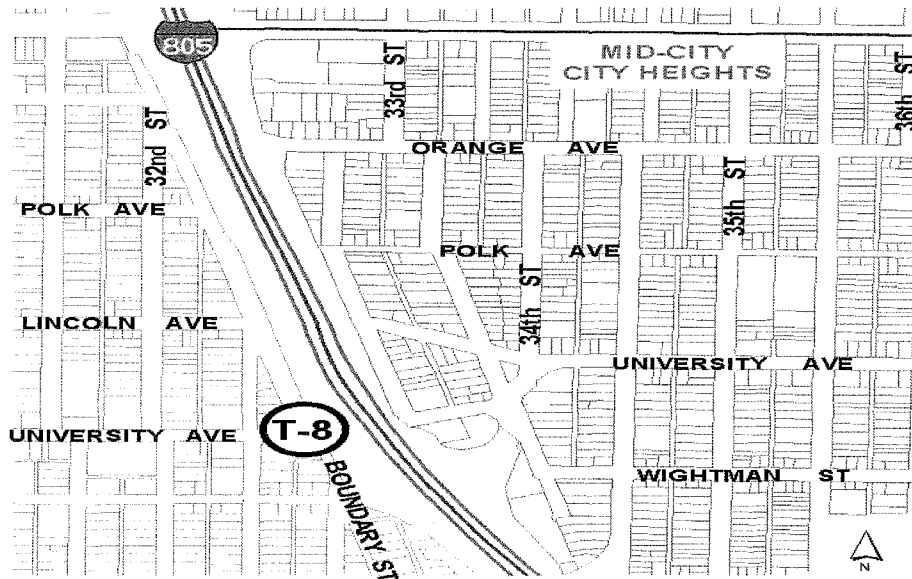 805
MID-CITY
CITY HEIGHTS
33rd ST
36th ST
32nd ST
ORANGE AVE
35th ST
POLK AVE
POLK AVE
34th ST
LINCOLN AVE
UNIVERSITY AVE
UNIVERSITY AVE
T-8
BOUNDARY ST
WIGHTMAN ST
N